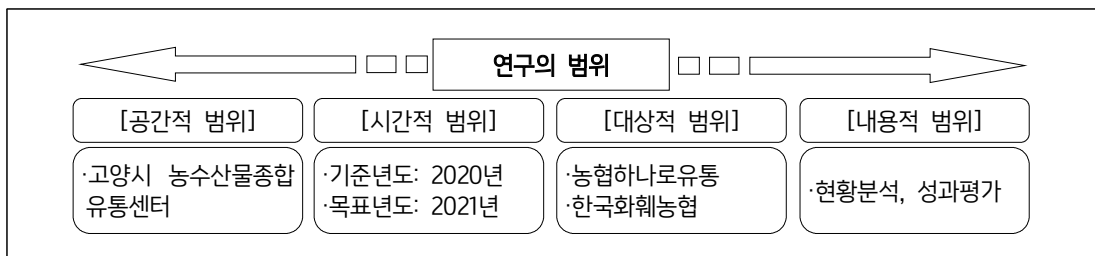 연구의 범위
[공간적 범위]
[시간적 범위]
[대상적 범위]
[내용적 범위]
·고양시 농수산물종합
유통센터
·기준년도: 2020년
·목표년도: 2021년
·농협하나로유통
·한국화훼농협
·현황분석, 성과평가